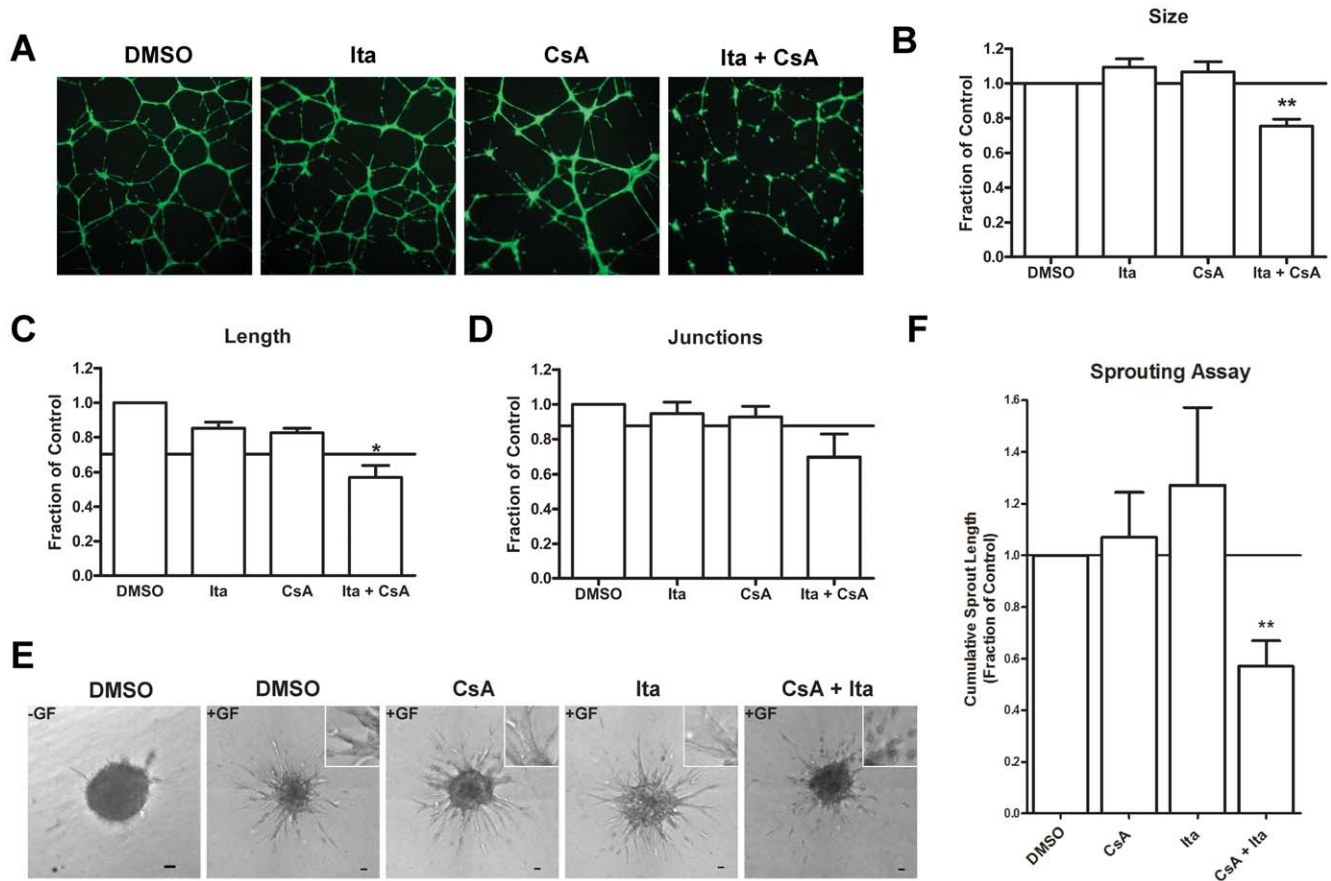 A
DMSO
Ita
CsA
Ita + CsA
B
Size
Fraction of Control
1.2
1.0
0.8
0.6
0.4
0.2
0.0
DMSO
Ita
CsA
Ita + CsA
**
C
Length
Fraction of Control
1.2
1.0
0.8
0.6
0.4
0.2
0.0
DMSO
Ita
CsA
Ita + CsA
*
D
Junctions
Fraction of Control
1.2
1.0
0.8
0.6
0.4
0.2
0.0
DMSO
Ita
CsA
Ita + CsA
E
DMSO
DMSO
CsA
Ita
CsA + Ita
-GF
+GF
+GF
+GF
+GF
F
Sprouting Assay
Cumulative Sprout Length
(Fraction of Control)
1.6
1.4
1.2
1.0
0.8
0.6
0.4
0.2
0.0
DMSO
CsA
Ita
CsA + Ita
**